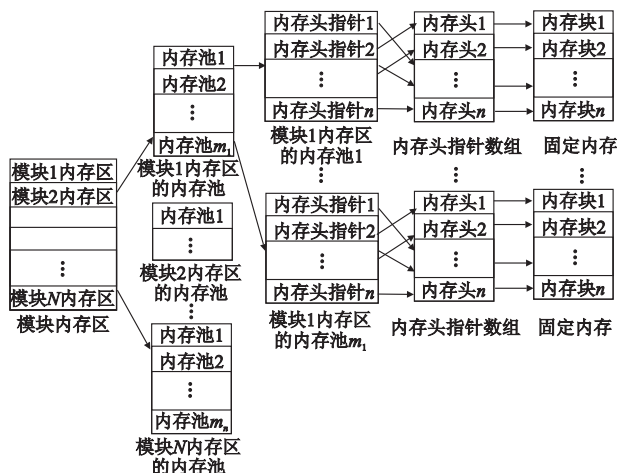 模块1内存区
模块2内存区
⋮
模块N内存区
模块内存区
内存池1
内存池2
⋮
内存池m₁
模块1内存区
的内存池
内存池1
⋮
模块2内存区
的内存池
⋮
内存池1
内存池2
⋮
内存池mₙ
模块N内存区
的内存池
内存头指针1
内存头指针2
⋮
内存头指针n
模块1内存区
的内存池1
⋮
内存头指针1
内存头指针2
⋮
内存头指针n
模块1内存区
的内存池m₁
内存头1
内存头2
⋮
内存头n
内存头指针数组
⋮
内存头1
内存头2
⋮
内存头n
内存头指针数组
内存块1
内存块2
⋮
内存块n
固定内存
⋮
内存块1
内存块2
⋮
内存块n
固定内存